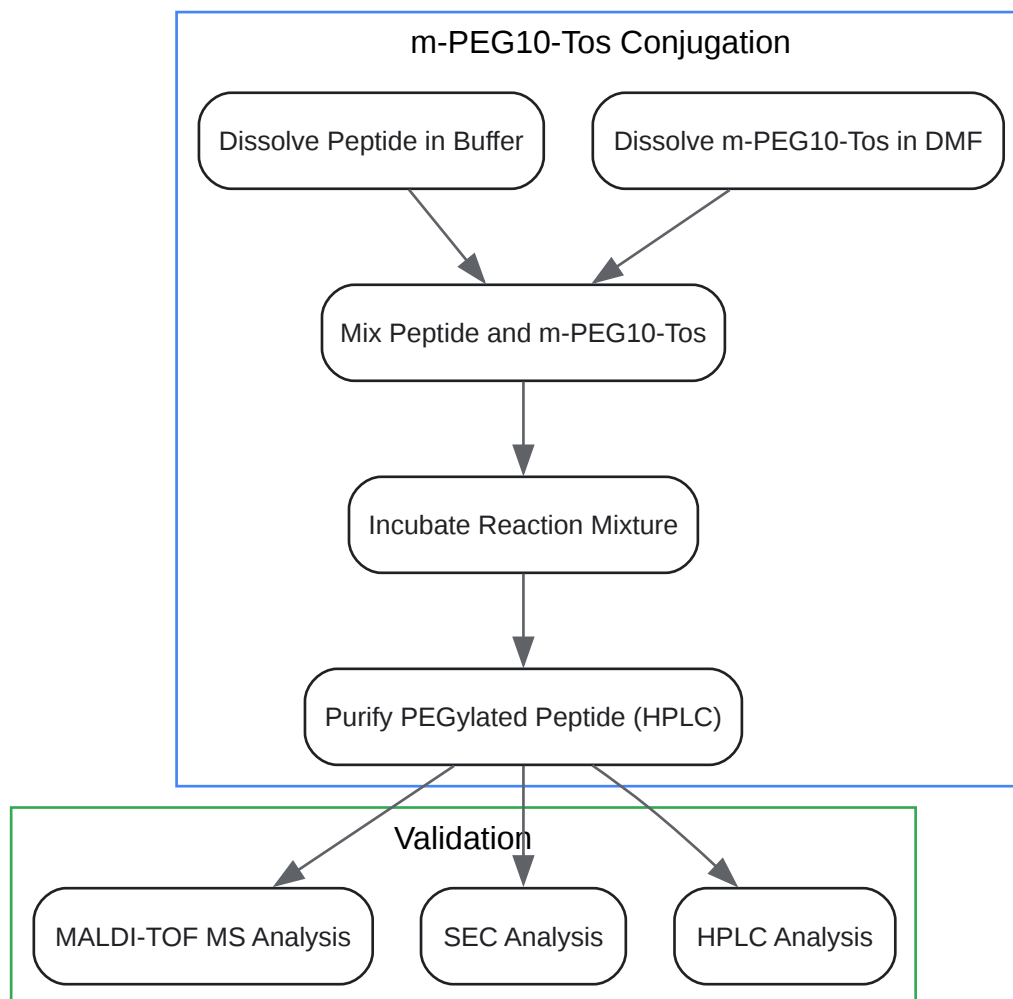 m-PEG10-Tos Conjugation
Dissolve Peptide in Buffer
Dissolve m-PEG10-Tos in DMF
Mix Peptide and m-PEG10-Tos
Incubate Reaction Mixture
Purify PEGylated Peptide (HPLC)
Validation
MALDI-TOF MS Analysis
SEC Analysis
HPLC Analysis